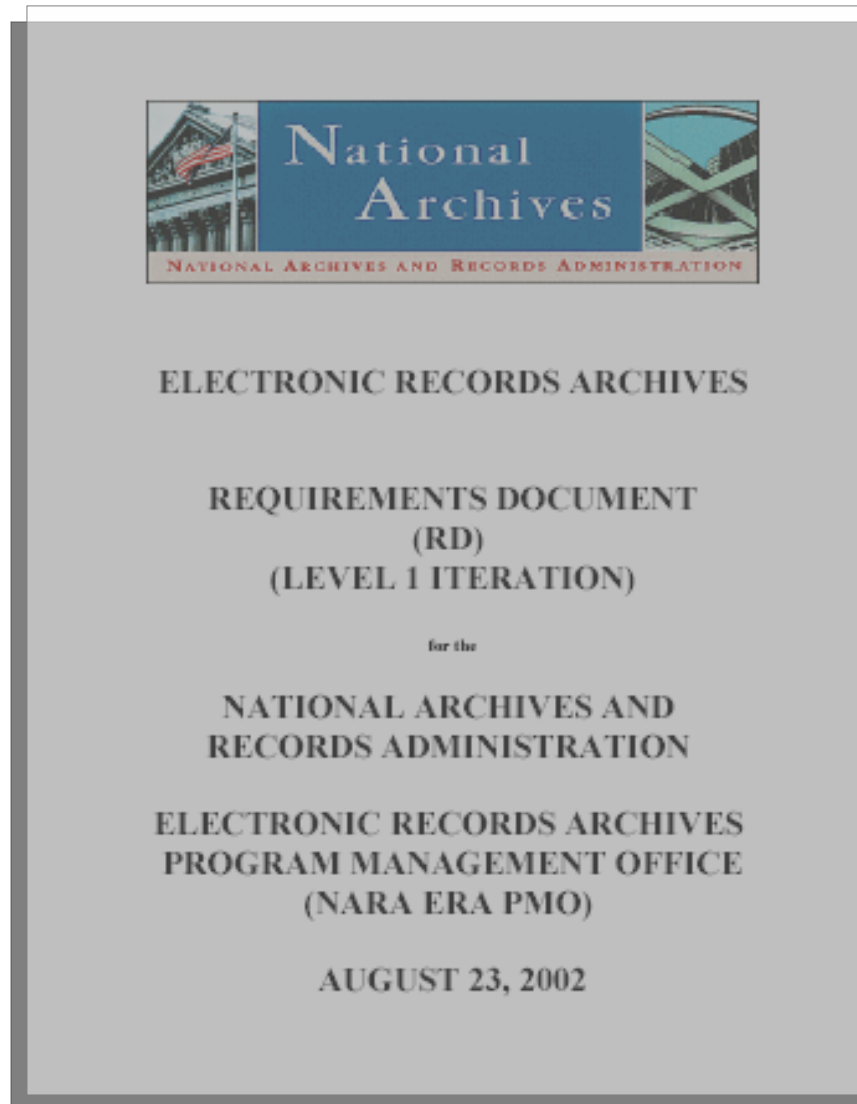 National
Archives
NATIONAL ARCHIVES AND RECORDS ADMINISTRATION
ELECTRONIC RECORDS ARCHIVES
REQUIREMENTS DOCUMENT
(RD)
(LEVEL 1 ITERATION)
for the
NATIONAL ARCHIVES AND
RECORDS ADMINISTRATION
ELECTRONIC RECORDS ARCHIVES
PROGRAM MANAGEMENT OFFICE
(NARA ERA PMO)
AUGUST 23, 2002